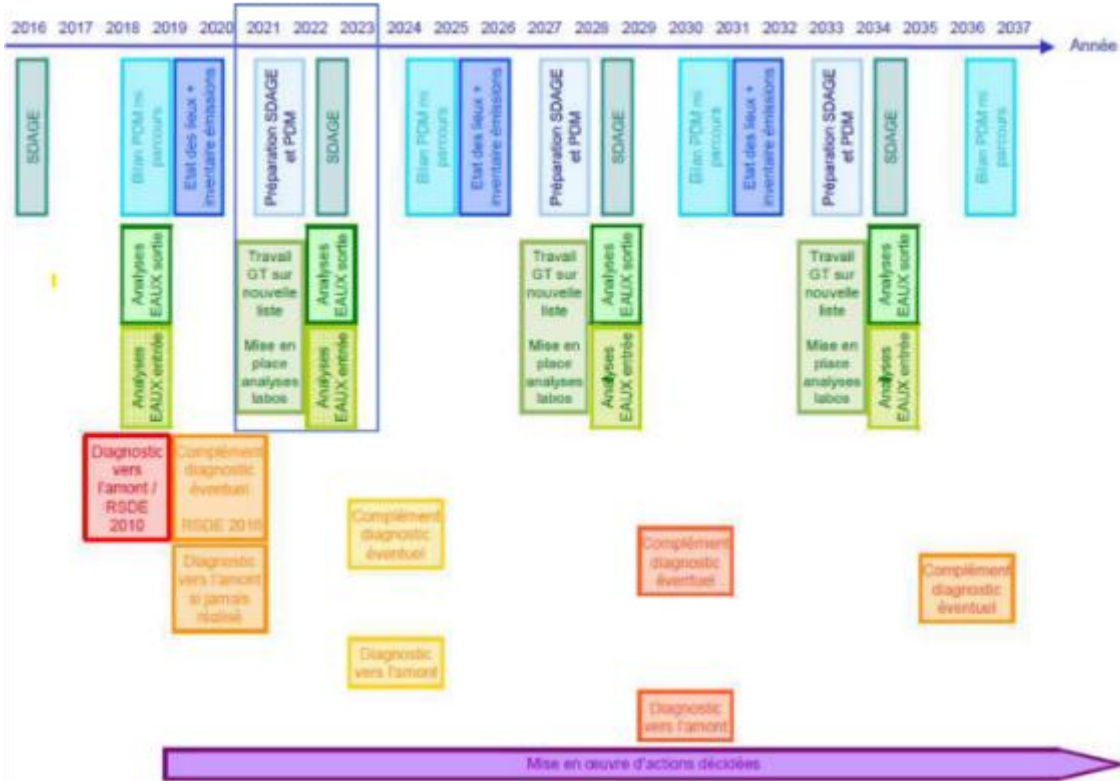 2016 2017 2018 2019 2020 2021 2022 2023 2024 2025 2026 2027 2028 2029 2030 2031 2032 2033 2034 2035 2036 2037
Année
SDAGE
Bilan PDM mi
parcours
Etat des lieux +
inventaire émissions
Préparation SDAGE
et PDM
SDAGE
Bilan PDM mi
parcours
Etat des lieux +
inventaire émissions
Préparation SDAGE
et PDM
SDAGE
Bilan PDM mi
parcours
Etat des lieux +
inventaire émissions
Préparation SDAGE
et PDM
SDAGE
Bilan PDM mi
parcours
Analyses
EAUX sortie
Analyses
EAUX entrée
Travail
GT sur
nouvelle
liste
Mise en
place
analyses
labos
Analyses
EAUX sortie
Analyses
EAUX entrée
Travail
GT sur
nouvelle
liste
Mise en
place
analyses
labos
Analyses
EAUX sortie
Analyses
EAUX entrée
Travail
GT sur
nouvelle
liste
Mise en
place
analyses
labos
Analyses
EAUX sortie
Analyses
EAUX entrée
Diagnostic
vers
l'amont /
RSDE
2010
Complément
diagnostic
éventuel
RSDE 2016
Diagnostic
vers l'amont
si jamais
réalisé
Complément
diagnostic
éventuel
Diagnostic
vers l'amont
Complément
diagnostic
éventuel
Diagnostic
vers l'amont
Complément
diagnostic
éventuel
Mise en œuvre d'actions décidées